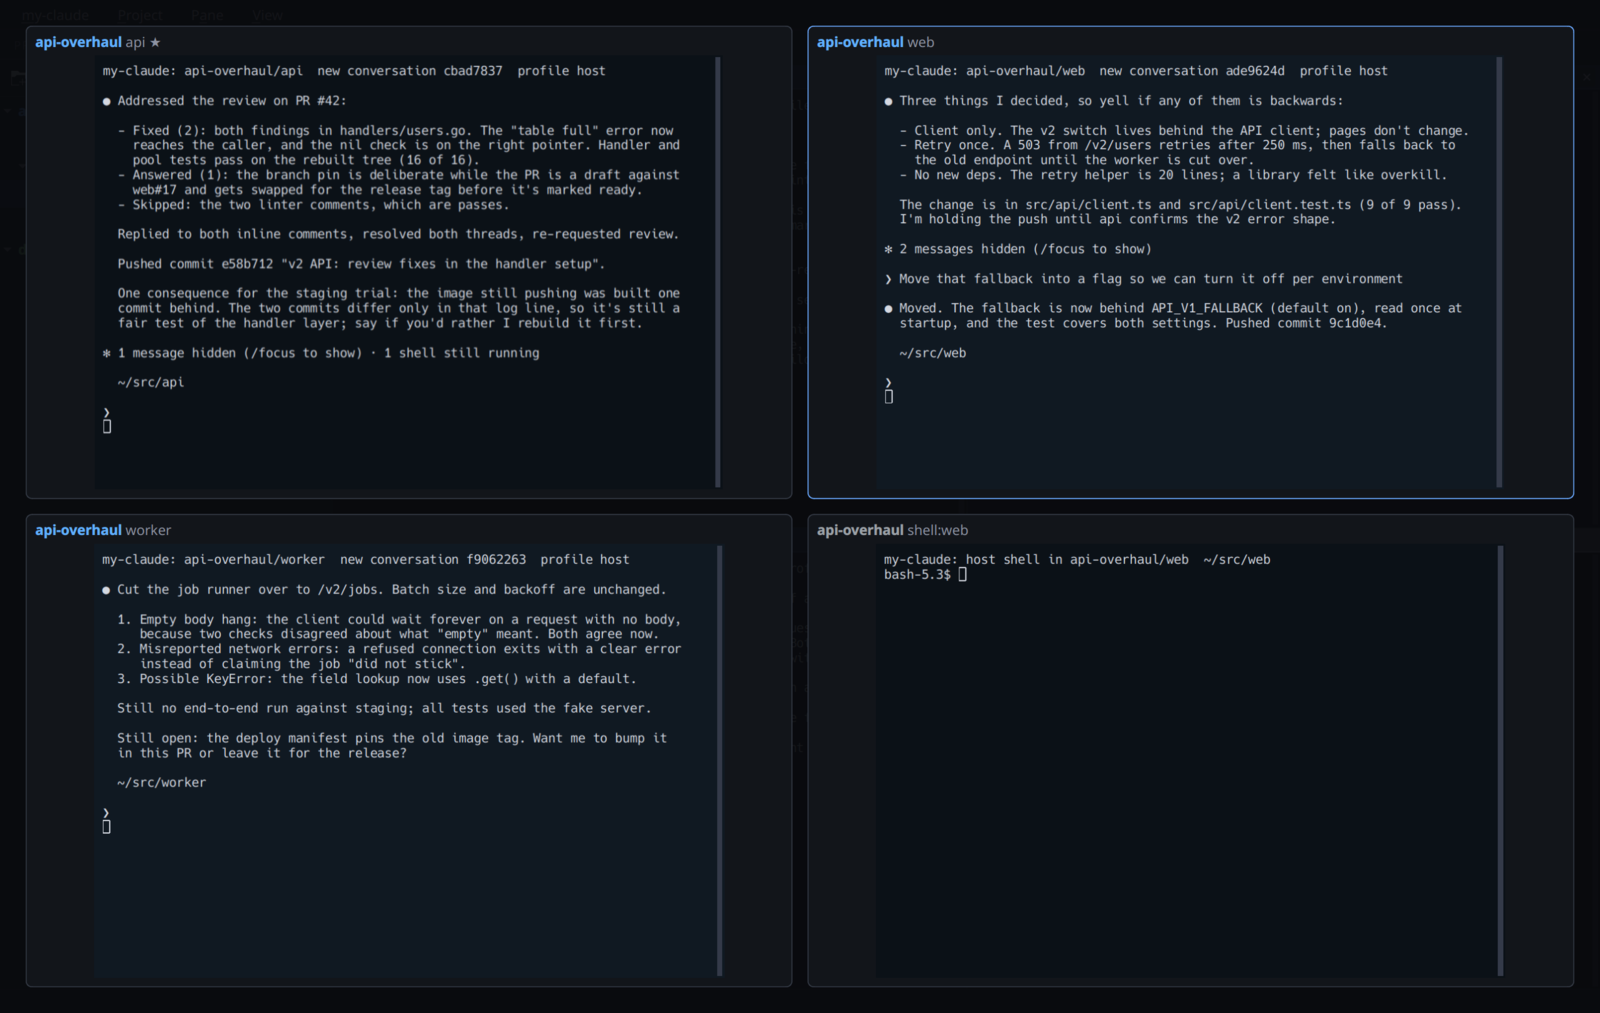 my-claude Project Pane View
api-overhaul api ★
my-claude: api-overhaul/api new conversation cbad7837 profile host
● Addressed the review on PR #42:
- Fixed (2): both findings in handlers/users.go. The "table full" error now
reaches the caller, and the nil check is on the right pointer. Handler and
pool tests pass on the rebuilt tree (16 of 16).
- Answered (1): the branch pin is deliberate while the PR is a draft against
web#17 and gets swapped for the release tag before it's marked ready.
- Skipped: the two linter comments, which are passes.
Replied to both inline comments, resolved both threads, re-requested review.
Pushed commit e58b712 "v2 API: review fixes in the handler setup".
One consequence for the staging trial: the image still pushing was built one
commit behind. The two commits differ only in that log line, so it's still a
fair test of the handler layer; say if you'd rather I rebuild it first.
✻ 1 message hidden (/focus to show) · 1 shell still running
~/src/api
❯
api-overhaul web
my-claude: api-overhaul/web new conversation ade9624d profile host
● Three things I decided, so yell if any of them is backwards:
- Client only. The v2 switch lives behind the API client; pages don't change.
- Retry once. A 503 from /v2/users retries after 250 ms, then falls back to
the old endpoint until the worker is cut over.
- No new deps. The retry helper is 20 lines; a library felt like overkill.
The change is in src/api/client.ts and src/api/client.test.ts (9 of 9 pass).
I'm holding the push until api confirms the v2 error shape.
✻ 2 messages hidden (/focus to show)
❯ Move that fallback into a flag so we can turn it off per environment
● Moved. The fallback is now behind API_V1_FALLBACK (default on), read once at
startup, and the test covers both settings. Pushed commit 9c1d0e4.
~/src/web
❯
api-overhaul worker
my-claude: api-overhaul/worker new conversation f9062263 profile host
● Cut the job runner over to /v2/jobs. Batch size and backoff are unchanged.
1. Empty body hang: the client could wait forever on a request with no body,
because two checks disagreed about what "empty" meant. Both agree now.
2. Misreported network errors: a refused connection exits with a clear error
instead of claiming the job "did not stick".
3. Possible KeyError: the field lookup now uses .get() with a default.
Still no end-to-end run against staging; all tests used the fake server.
Still open: the deploy manifest pins the old image tag. Want me to bump it
in this PR or leave it for the release?
~/src/worker
❯
api-overhaul shell:web
my-claude: host shell in api-overhaul/web ~/src/web
bash-5.3$